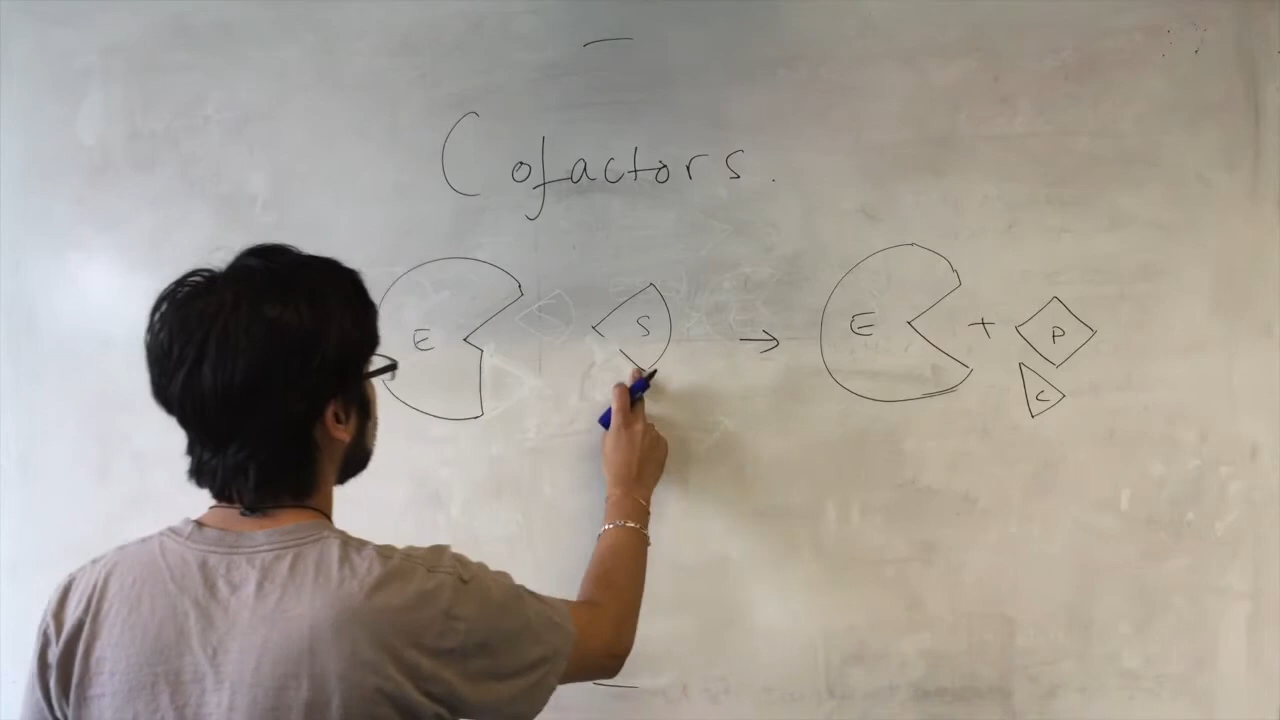 Cofactors.
E S → E + P
C